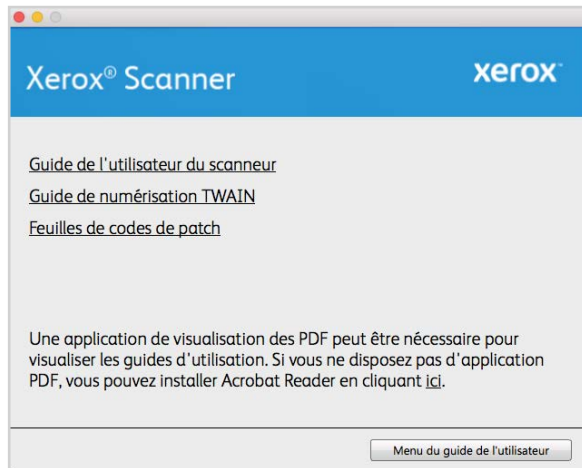 Xerox® Scanner
xerox™
Guide de l'utilisateur du scanneur
Guide de numérisation TWAIN
Feuilles de codes de patch
Une application de visualisation des PDF peut être nécessaire pour
visualiser les guides d'utilisation. Si vous ne disposez pas d'application
PDF, vous pouvez installer Acrobat Reader en cliquant ici.
Menu du guide de l'utilisateur